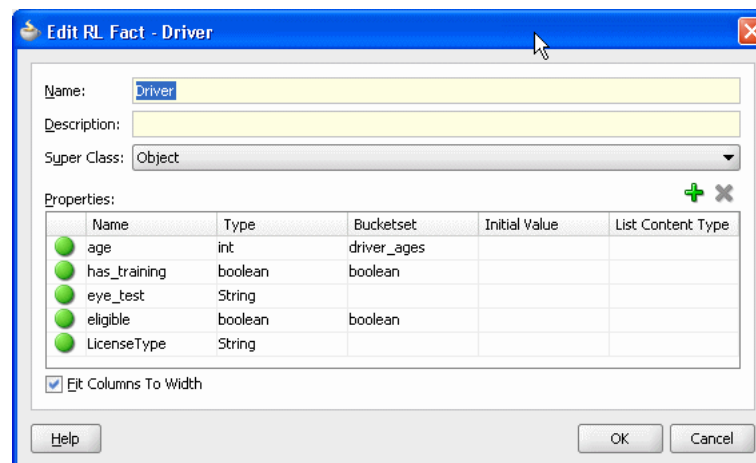 Edit RL Fact - Driver
Name: Driver
Description:
Super Class: Object
Properties:
Name Type Bucketset Initial Value List Content Type
age int driver_ages
has_training boolean boolean
eye_test String
eligible boolean boolean
LicenseType String
Fit Columns To Width
Help OK Cancel